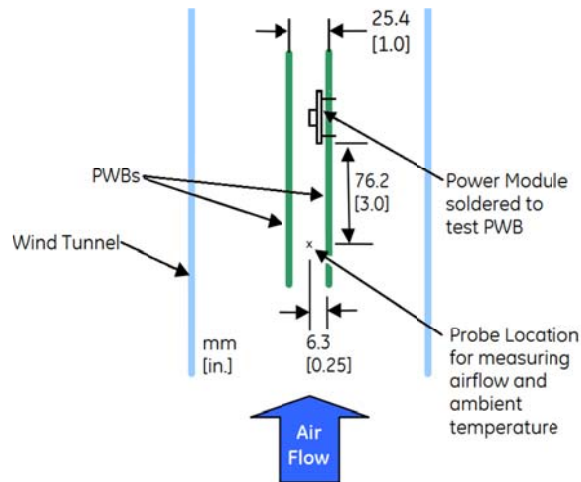 25.4
[1.0]
PWBs
76.2
[3.0]
Power Module
soldered to
test PWB
Wind Tunnel
x
mm
[in.]
6.3
[0.25]
Probe Location
for measuring
airflow and
ambient
temperature
Air
Flow